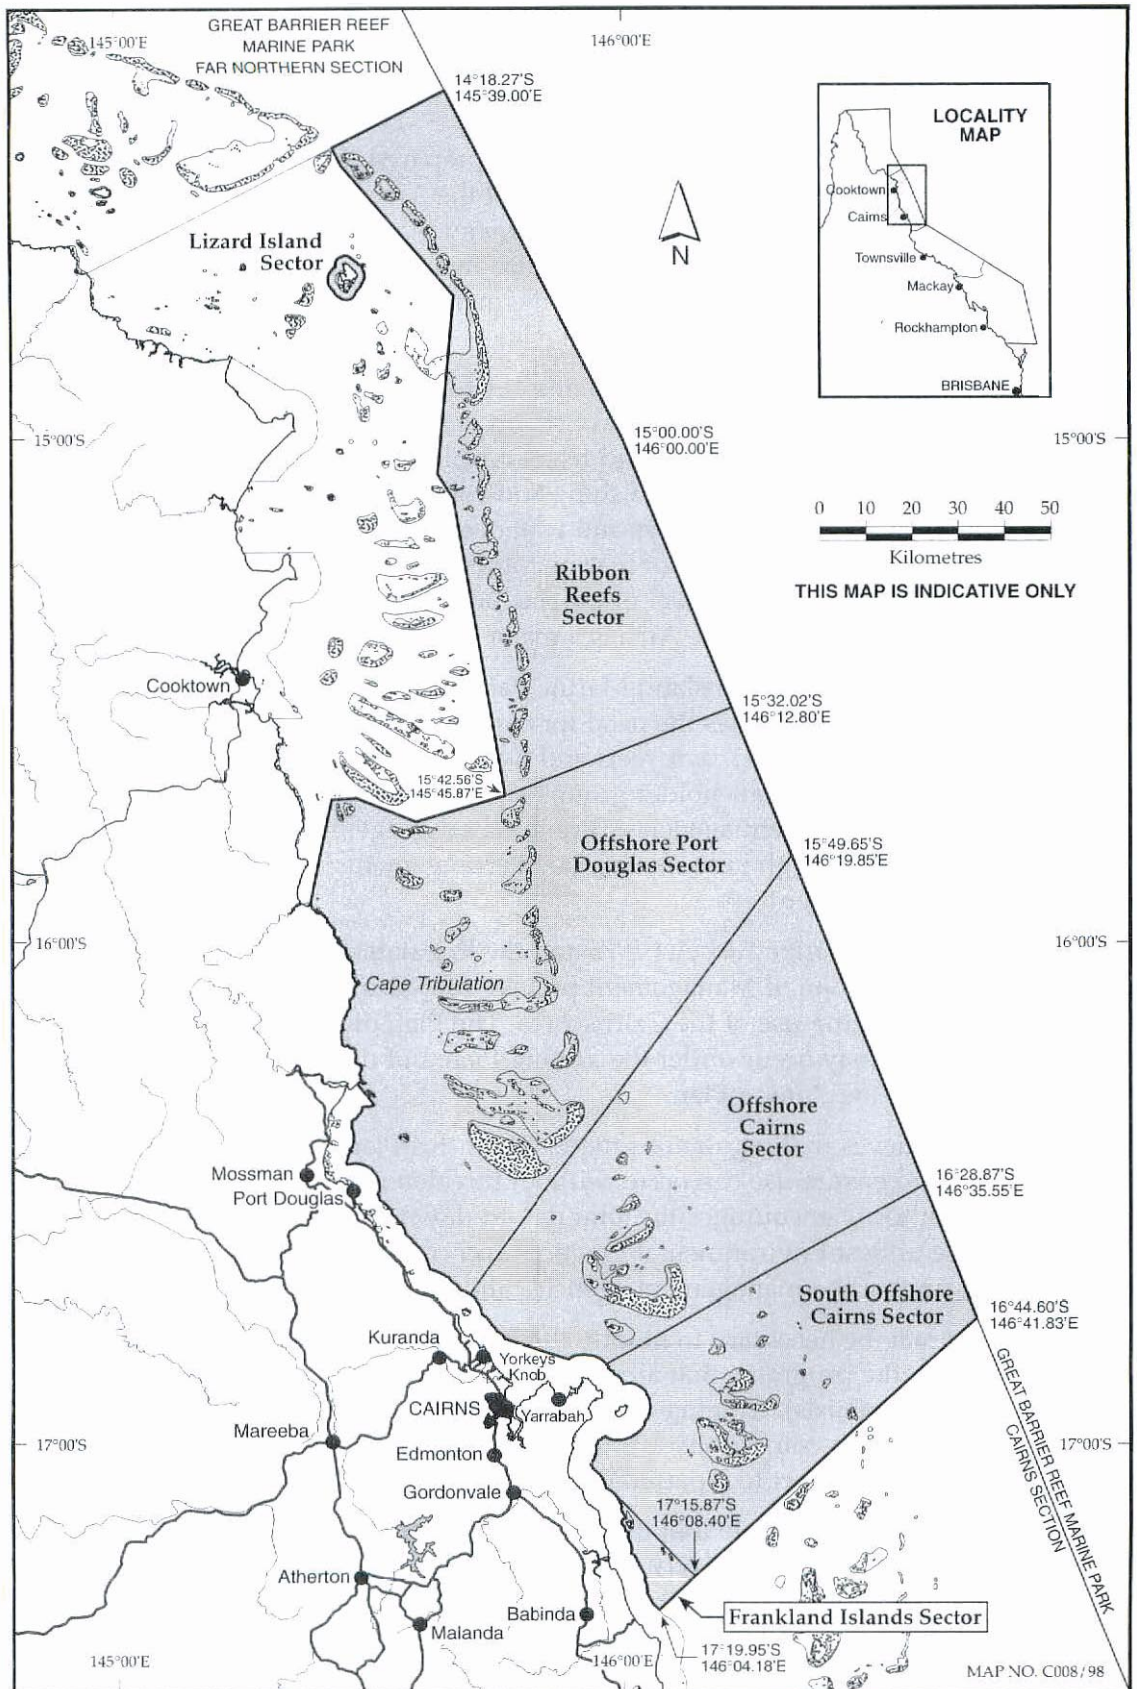 GREAT BARRIER REEF
MARINE PARK
FAR NORTHERN SECTION
145°00'E
146°00'E
14°18.27'S
145°39.00'E
LOCALITY
MAP
Cooktown
Cairns
Townsville
Mackay
Rockhampton
BRISBANE
N
Lizard Island
Sector
15°00'S
15°00.00'S
146°00.00'E
15°00'S
0 10 20 30 40 50
Kilometres
THIS MAP IS INDICATIVE ONLY
Ribbon
Reefs
Sector
Cooktown
15°32.02'S
146°12.80'E
15°42.56'S
145°45.87'E
Offshore Port
Douglas Sector
15°49.65'S
146°19.85'E
16°00'S
16°00'S
Cape Tribulation
Offshore
Cairns
Sector
Mossman
Port Douglas
16°28.87'S
146°35.55'E
South Offshore
Cairns Sector
16°44.60'S
146°41.83'E
Kuranda
Yorkeys
Knob
CAIRNS
Yarrabah
Mareeba
17°00'S
17°00'S
Edmonton
Gordonvale
17°15.87'S
146°08.40'E
GREAT BARRIER REEF MARINE PARK
CAIRNS SECTION
Atherton
Babinda
Malanda
Frankland Islands Sector
17°19.95'S
146°04.18'E
145°00'E
146°00'E
MAP NO. C008/98